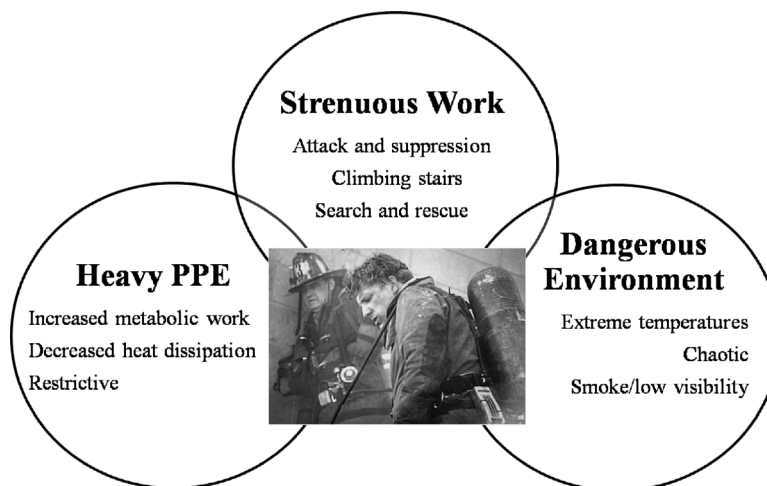 Strenuous Work
Attack and suppression
Climbing stairs
Search and rescue
Heavy PPE
Increased metabolic work
Decreased heat dissipation
Restrictive
Dangerous
Environment
Extreme temperatures
Chaotic
Smoke/low visibility